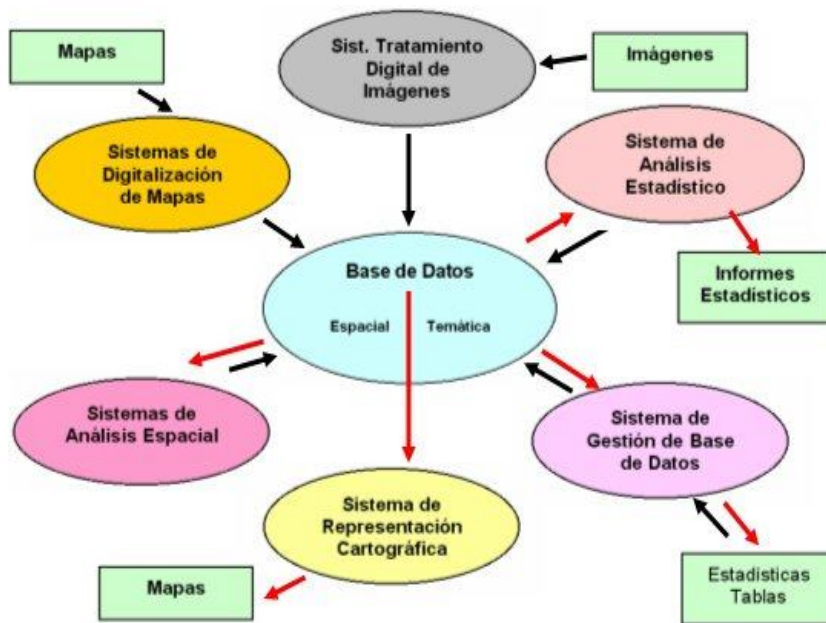 Mapas
Sist. Tratamiento
Digital de
Imágenes
Imágenes
Sistemas de
Digitalización
de Mapas
Sistema de
Análisis
Estadístico
Base de Datos
Espacial
Temática
Informes
Estadísticos
Sistemas de
Análisis Espacial
Sistema de
Gestión de Base
de Datos
Sistema de
Representación
Cartográfica
Mapas
Estadísticas
Tablas